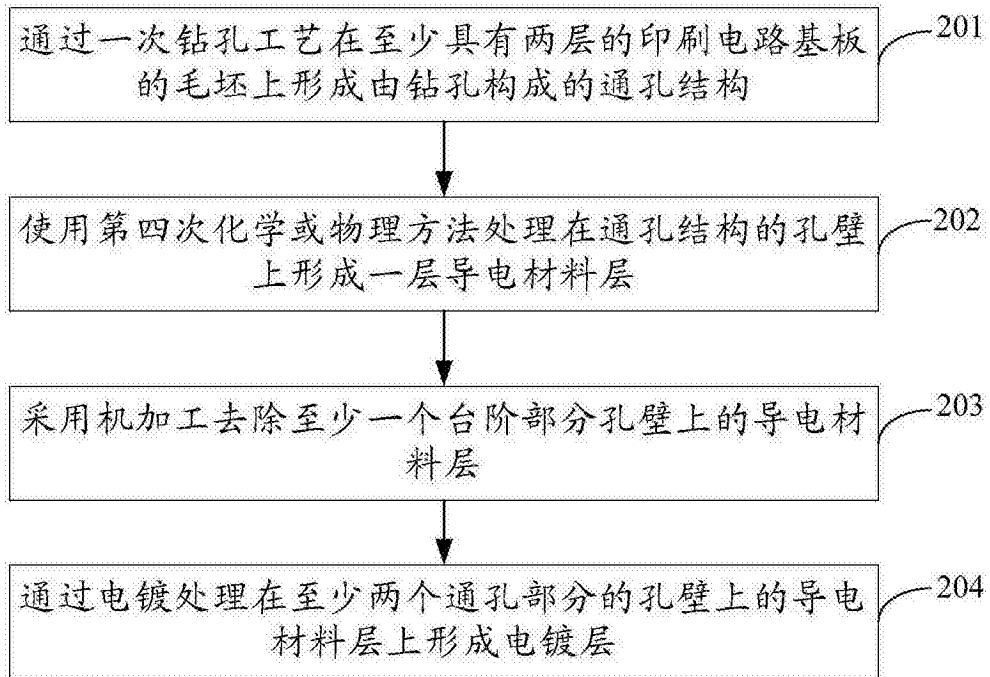 通过一次钻孔工艺在至少具有两层的印刷电路基板
的毛坯上形成由钻孔构成的通孔结构
201
使用第四次化学或物理方法处理在通孔结构的孔壁
上形成一层导电材料层
202
采用机加工去除至少一个台阶部分孔壁上的导电材
料层
203
通过电镀处理在至少两个通孔部分的孔壁上的导电
材料层上形成电镀层
204